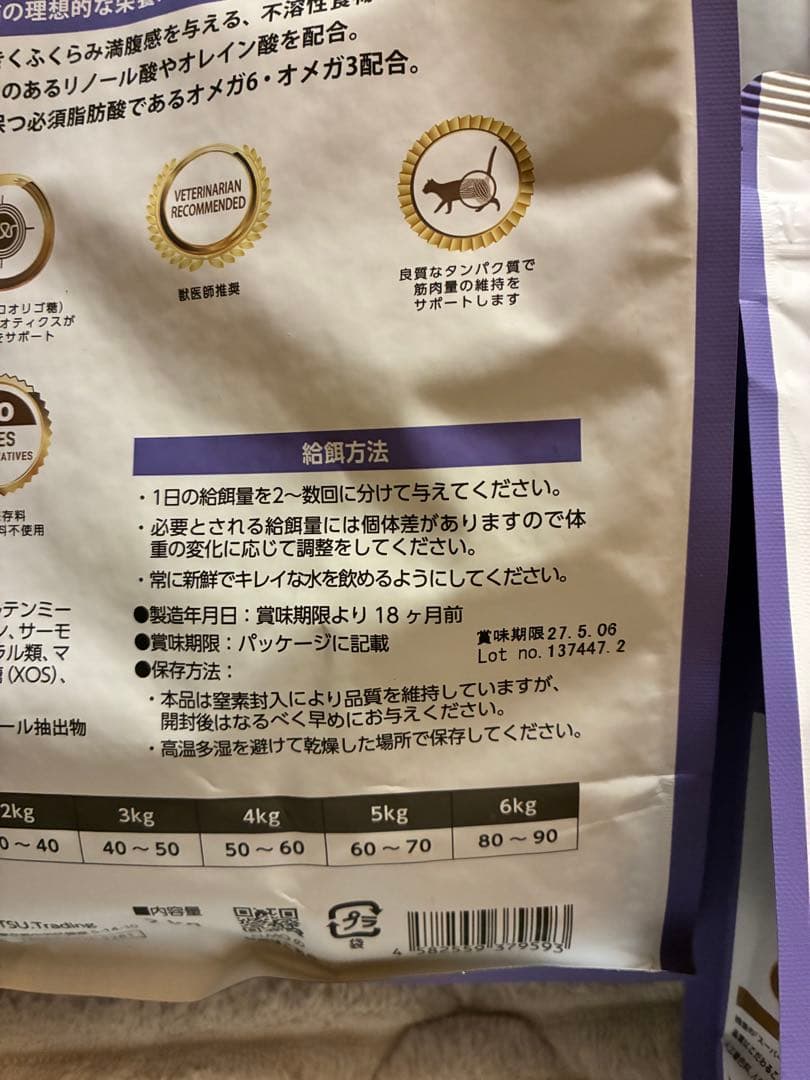 の理想的な栄養
くふくらみ満腹感を与える、不溶性食
のあるリノール酸やオレイン酸を配合。
つ必須脂肪酸であるオメガ6・オメガ3配合。
VETERINARIAN
RECOMMENDED
獣医師推奨
良質なタンパク質で
筋肉量の維持を
サポートします
オリゴ糖)
オティクスが
サポート
ES
ATIVES
存料
料不使用
給餌方法
・1日の給餌量を2〜数回に分けて与えてください。
・必要とされる給餌量には個体差がありますので体
重の変化に応じて調整をしてください。
・常に新鮮でキレイな水を飲めるようにしてください。
●製造年月日：賞味期限より 18 ヶ月前
●賞味期限：パッケージに記載
賞味期限27.5.06
Lot no.137447.2
●保存方法：
・本品は窒素封入により品質を維持していますが、
開封後はなるべく早めにお与えください。
・高温多湿を避けて乾燥した場所で保存してください。
テンミー
ン、サーモ
ラル類、マ
(XOS)、
ール抽出物
2kg 3kg 4kg 5kg 6kg
0 〜 40 40 〜 50 50 〜 60 60 〜 70 80 〜 90
TSU.Trading
■内容量
プラ
袋
4 582559 379593